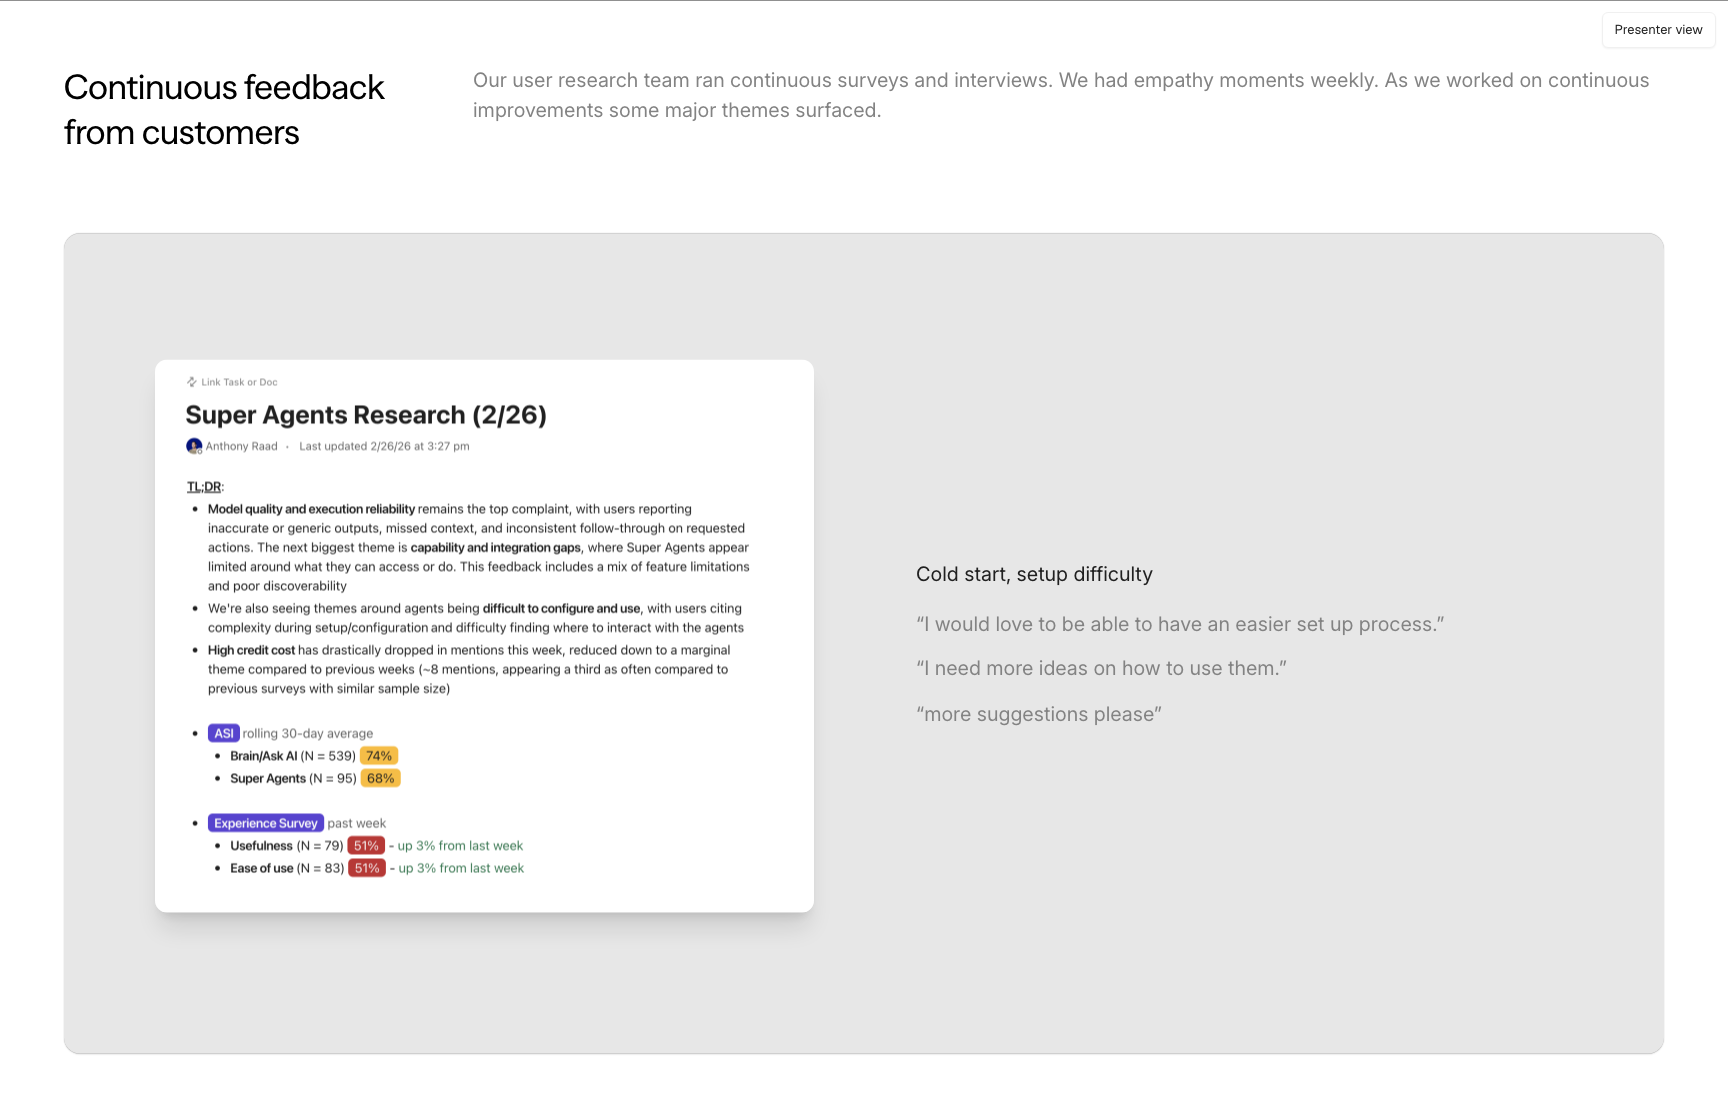 Presenter view
Continuous feedback
from customers
Our user research team ran continuous surveys and interviews. We had empathy moments weekly. As we worked on continuous
improvements some major themes surfaced.
Link Task or Doc
Super Agents Research (2/26)
Anthony Raad · Last updated 2/26/26 at 3:27 pm
TL;DR:
• Model quality and execution reliability remains the top complaint, with users reporting
inaccurate or generic outputs, missed context, and inconsistent follow-through on requested
actions. The next biggest theme is capability and integration gaps, where Super Agents appear
limited around what they can access or do. This feedback includes a mix of feature limitations
and poor discoverability
• We're also seeing themes around agents being difficult to configure and use, with users citing
complexity during setup/configuration and difficulty finding where to interact with the agents
• High credit cost has drastically dropped in mentions this week, reduced down to a marginal
theme compared to previous weeks (~8 mentions, appearing a third as often compared to
previous surveys with similar sample size)
• ASI rolling 30-day average
• Brain/Ask AI (N = 539) 74%
• Super Agents (N = 95) 68%
• Experience Survey past week
• Usefulness (N = 79) 51% - up 3% from last week
• Ease of use (N = 83) 51% - up 3% from last week
Cold start, setup difficulty
“I would love to be able to have an easier set up process.”
“I need more ideas on how to use them.”
“more suggestions please”